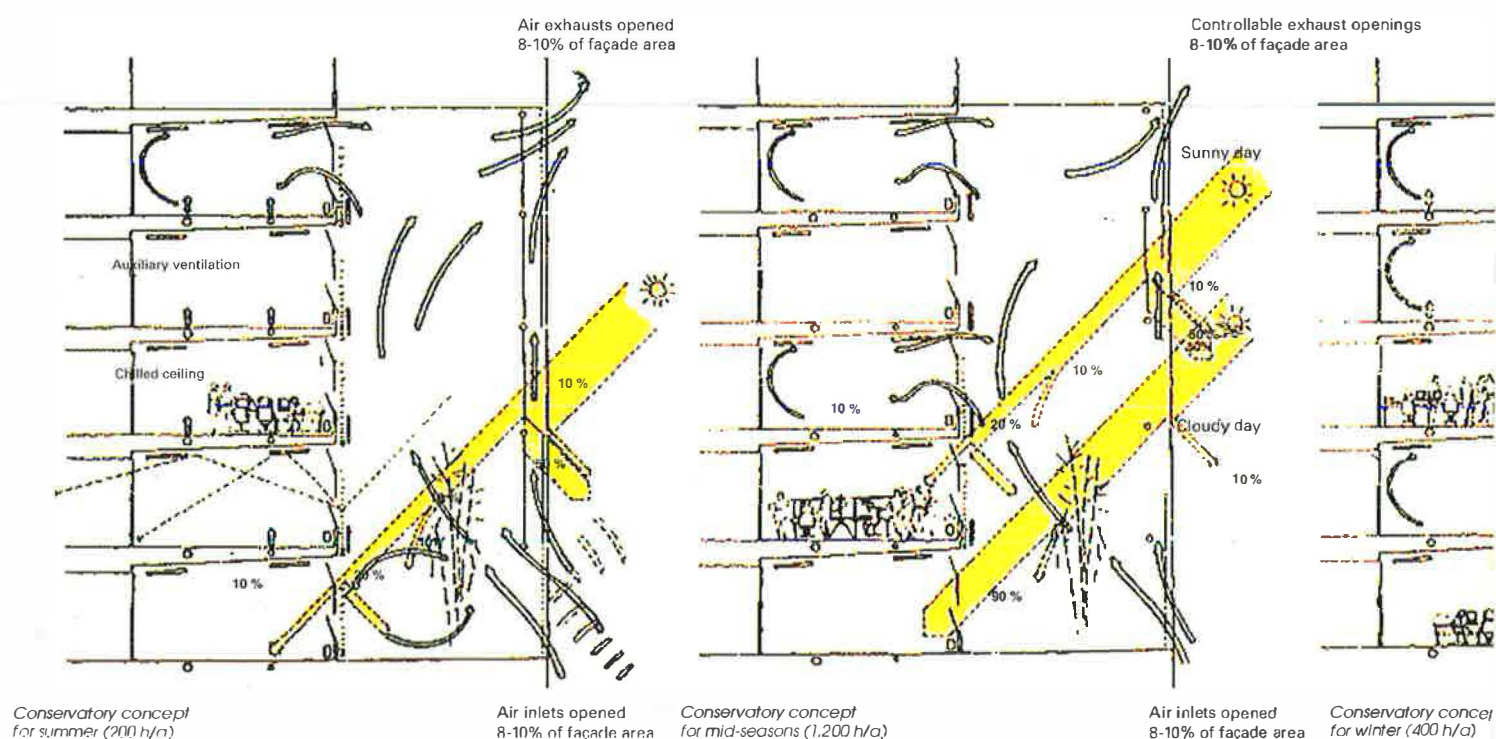 Air exhausts opened
8-10% of façade area
Controllable exhaust openings
8-10% of façade area
Sunny day
Auxiliary ventilation
10 %
Chilled ceiling
10 %
10 %
10 %
20 %
Cloudy day
10 %
10 %
90 %
Conservatory concept
for summer (200 h/a)
Air inlets opened
8-10% of façade area
Conservatory concept
for mid-seasons (1,200 h/a)
Air inlets opened
8-10% of façade area
Conservatory
for winter (400 h/a)